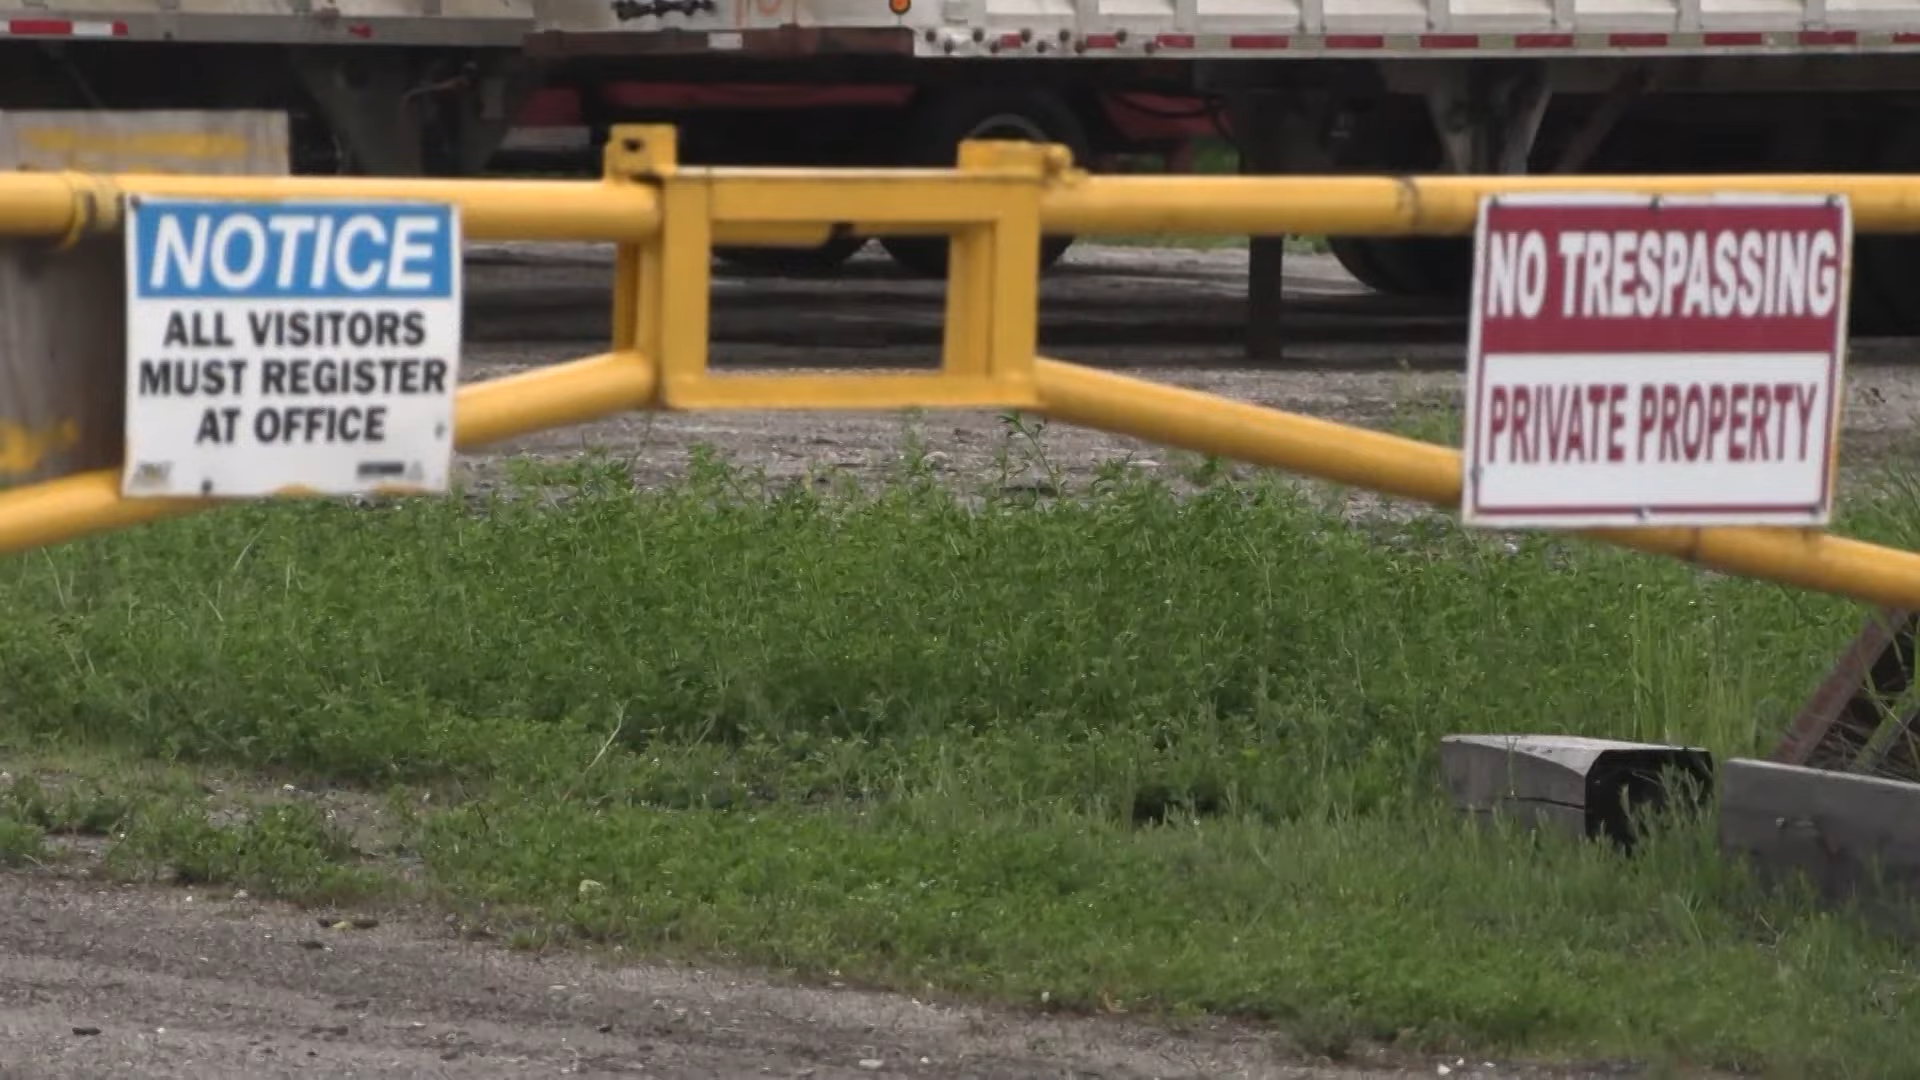 NOTICE
ALL VISITORS
MUST REGISTER
AT OFFICE
NO TRESPASSING
PRIVATE PROPERTY